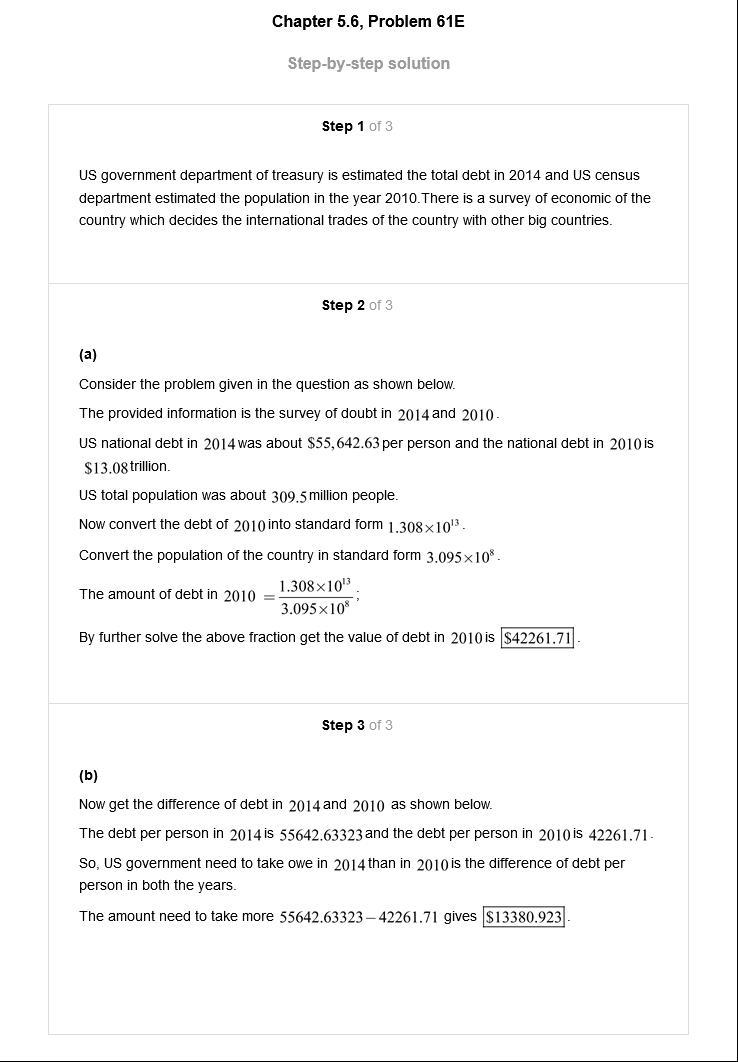 Chapter 5.6, Problem 61E
Step-by-step solution
Step 1 of 3
US government department of treasury is estimated the total debt in 2014 and US census
department estimated the population in the year 2010.There is a survey of economic of the
country which decides the international trades of the country with other big countries.
Step 2 of 3
(a)
Consider the problem given in the question as shown below.
The provided information is the survey of doubt in 2014 and 2010.
US national debt in 2014 was about $55,642.63 per person and the national debt in 2010 is
$13.08 trillion.
US total population was about 309.5 million people.
Now convert the debt of 2010 into standard form 1.308×10¹³.
Convert the population of the country in standard form 3.095×10⁸.
The amount of debt in 2010 = 1.308×10¹³ / 3.095×10⁸ ;
By further solve the above fraction get the value of debt in 2010 is $42261.71.
Step 3 of 3
(b)
Now get the difference of debt in 2014 and 2010 as shown below.
The debt per person in 2014 is 55642.63323 and the debt per person in 2010 is 42261.71.
So, US government need to take owe in 2014 than in 2010 is the difference of debt per
person in both the years.
The amount need to take more 55642.63323 – 42261.71 gives $13380.923.